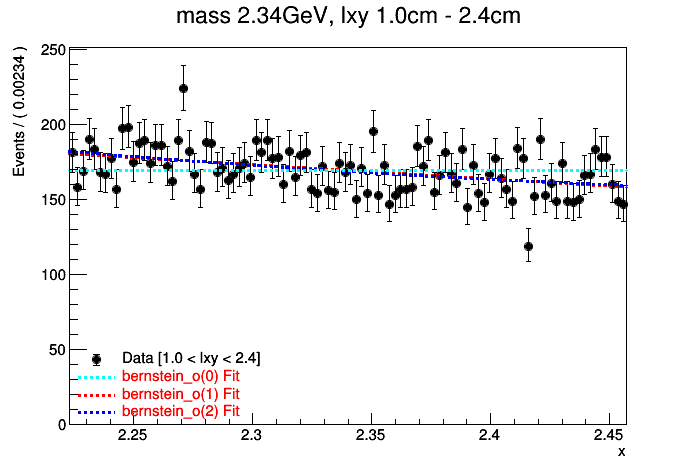 mass 2.34GeV, lxy 1.0cm - 2.4cm
Events / ( 0.00234 )
250
200
150
100
50
0
Data [1.0 < lxy < 2.4]
bernstein_o(0) Fit
bernstein_o(1) Fit
bernstein_o(2) Fit
2.25 2.3 2.35 2.4 2.45
x